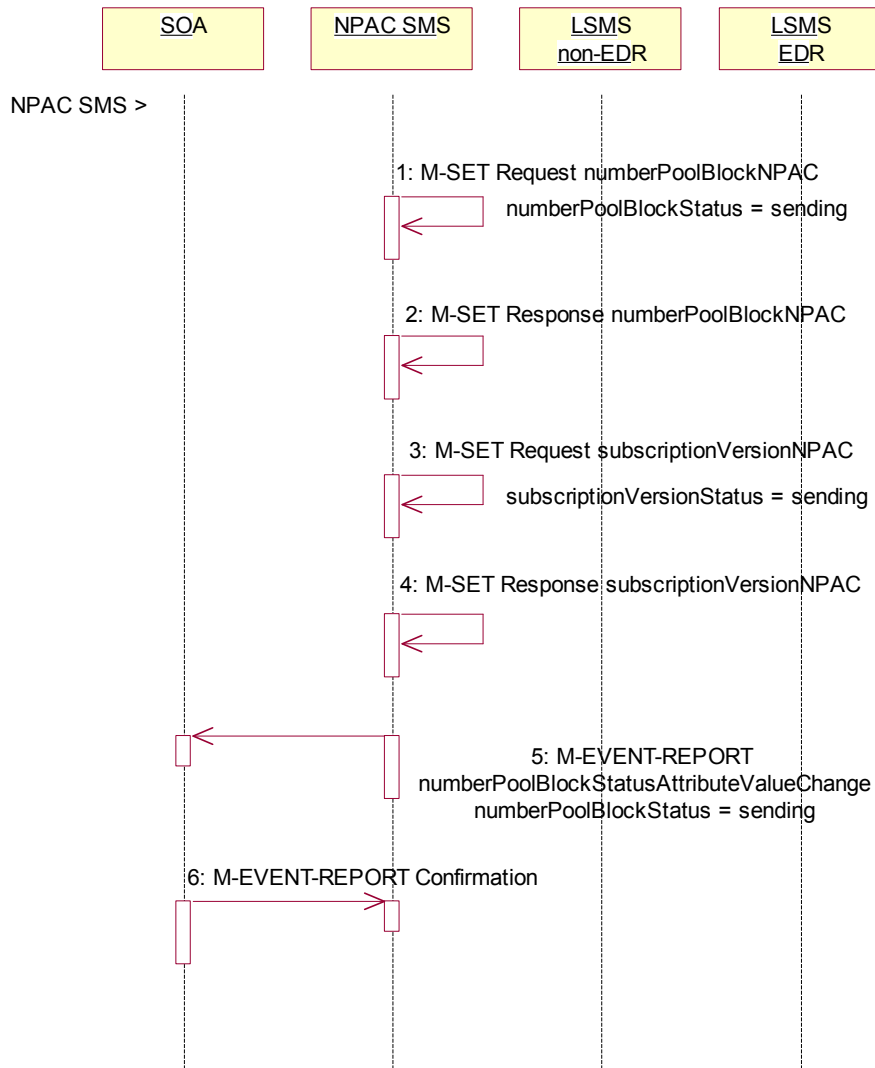 SOA
NPAC SMS
LSMS
non-EDR
LSMS
EDR
NPAC SMS >
1: M-SET Request numberPoolBlockNPAC
numberPoolBlockStatus = sending
2: M-SET Response numberPoolBlockNPAC
3: M-SET Request subscriptionVersionNPAC
subscriptionVersionStatus = sending
4: M-SET Response subscriptionVersionNPAC
5: M-EVENT-REPORT
numberPoolBlockStatusAttributeValueChange
numberPoolBlockStatus = sending
6: M-EVENT-REPORT Confirmation